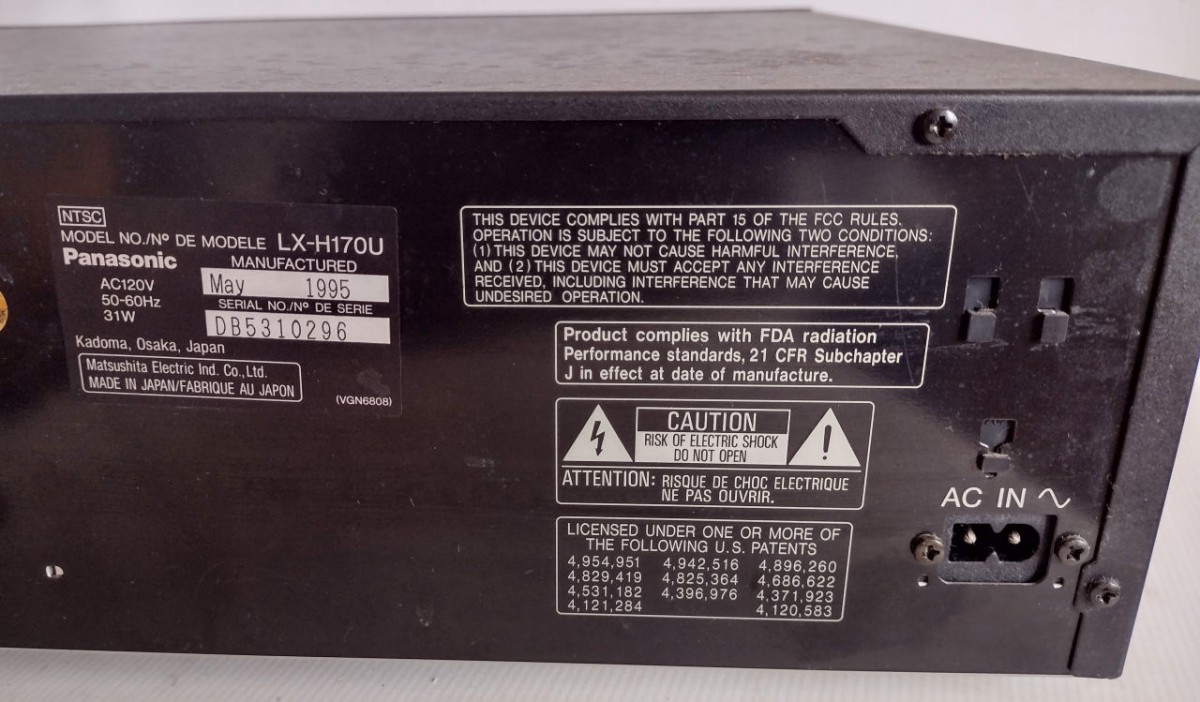 NTSC
MODEL NO./Nº DE MODELE LX-H170U
Panasonic
MANUFACTURED
AC120V
50-60Hz
31W
May 1995
SERIAL NO./Nº DE SERIE
DB5310296
Kadoma, Osaka, Japan
Matsushita Electric Ind. Co.,Ltd.
MADE IN JAPAN/FABRIQUE AU JAPON
(VGN6808)
THIS DEVICE COMPLIES WITH PART 15 OF THE FCC RULES.
OPERATION IS SUBJECT TO THE FOLLOWING TWO CONDITIONS:
(1) THIS DEVICE MAY NOT CAUSE HARMFUL INTERFERENCE,
AND (2) THIS DEVICE MUST ACCEPT ANY INTERFERENCE
RECEIVED, INCLUDING INTERFERENCE THAT MAY CAUSE
UNDESIRED OPERATION.
Product complies with FDA radiation
Performance standards, 21 CFR Subchapter
J in effect at date of manufacture.
CAUTION
RISK OF ELECTRIC SHOCK
DO NOT OPEN
ATTENTION: RISQUE DE CHOC ELECTRIQUE
NE PAS OUVRIR.
LICENSED UNDER ONE OR MORE OF
THE FOLLOWING U.S. PATENTS
4,954,951 4,942,516 4,896,260
4,829,419 4,825,364 4,686,622
4,531,182 4,396,976 4,371,923
4,121,284 4,120,583
AC IN ∿